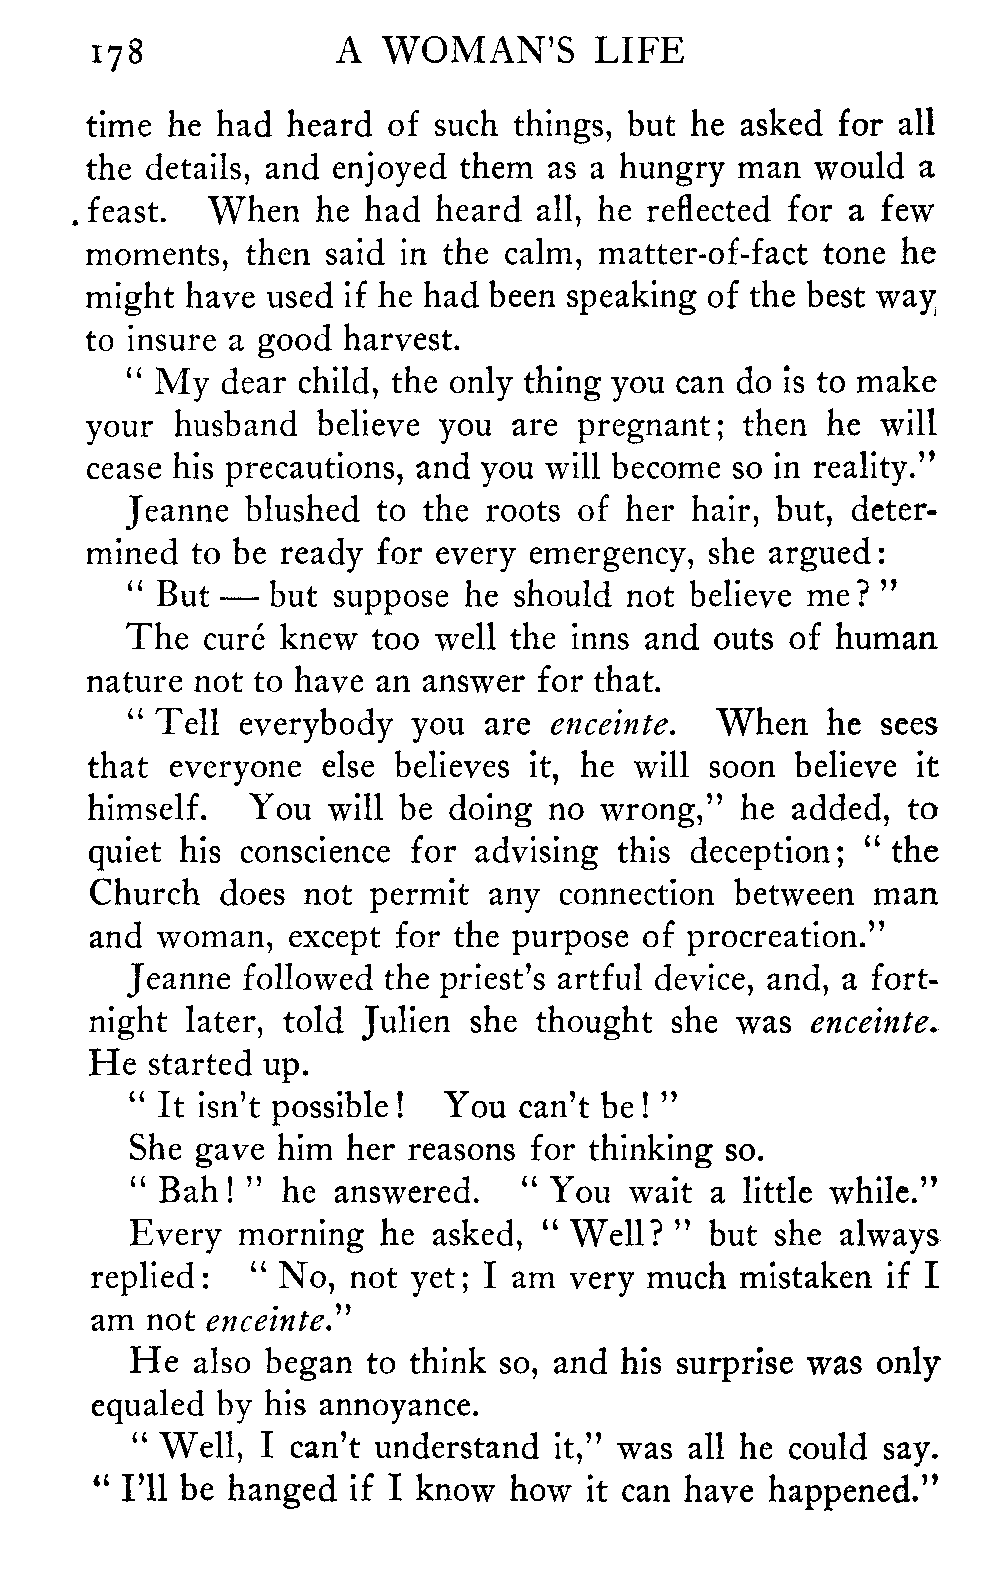 178 A WOMAN'S LIFE
time he had heard of such things, but he asked for all
the details, and enjoyed them as a hungry man would a
feast. When he had heard all, he reflected for a few
moments, then said in the calm, matter-of-fact tone he
might have used if he had been speaking of the best way
to insure a good harvest.
" My dear child, the only thing you can do is to make
your husband believe you are pregnant; then he will
cease his precautions, and you will become so in reality."
Jeanne blushed to the roots of her hair, but, deter-
mined to be ready for every emergency, she argued:
" But — but suppose he should not believe me? "
The curé knew too well the inns and outs of human
nature not to have an answer for that.
" Tell everybody you are enceinte. When he sees
that everyone else believes it, he will soon believe it
himself. You will be doing no wrong," he added, to
quiet his conscience for advising this deception; " the
Church does not permit any connection between man
and woman, except for the purpose of procreation."
Jeanne followed the priest's artful device, and, a fort-
night later, told Julien she thought she was enceinte.
He started up.
" It isn't possible! You can't be! "
She gave him her reasons for thinking so.
" Bah! " he answered. " You wait a little while."
Every morning he asked, " Well? " but she always
replied: " No, not yet; I am very much mistaken if I
am not enceinte."
He also began to think so, and his surprise was only
equaled by his annoyance.
" Well, I can't understand it," was all he could say.
" I'll be hanged if I know how it can have happened."